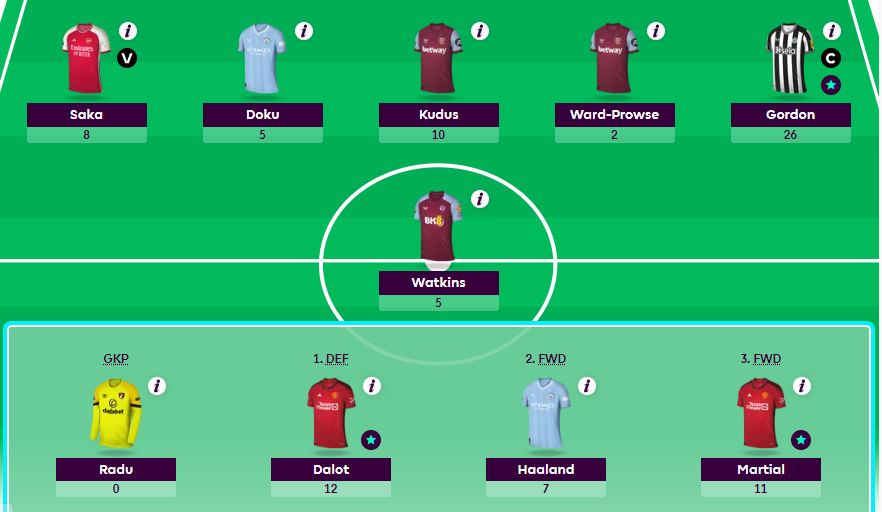 i i i i i
V C
Saka Doku Kudus Ward-Prowse Gordon
8 5 10 2 26
i
Watkins
5
GKP 1. DEF 2. FWD 3. FWD
i i i i
Radu Dalot Haaland Martial
0 12 7 11